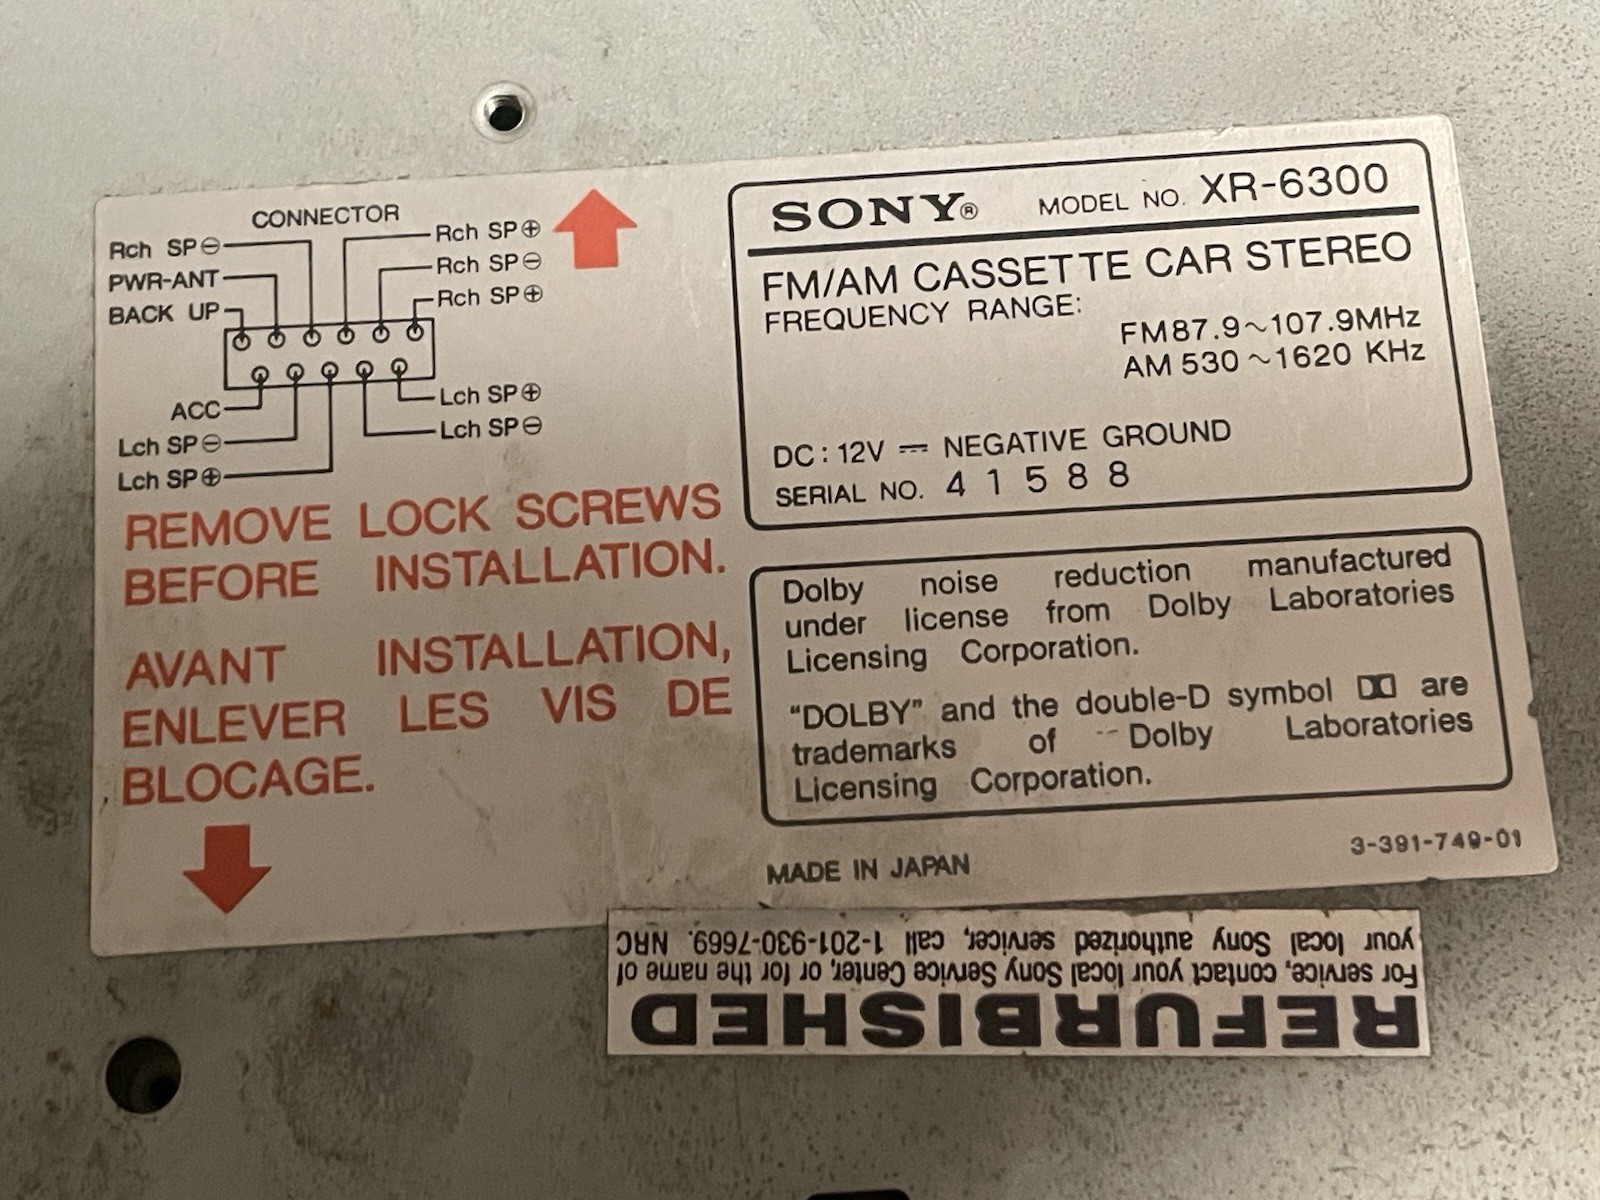 CONNECTOR
Rch SP⊖
PWR-ANT
BACK UP
Rch SP⊕
Rch SP⊖
Rch SP⊕
ACC
Lch SP⊖
Lch SP⊕
Lch SP⊕
Lch SP⊖
REMOVE LOCK SCREWS
BEFORE INSTALLATION.
AVANT INSTALLATION,
ENLEVER LES VIS DE
BLOCAGE.
SONY® MODEL NO. XR-6300
FM/AM CASSETTE CAR STEREO
FREQUENCY RANGE:
FM87.9~107.9MHz
AM 530 ~1620 KHz
DC : 12V ⎓ NEGATIVE GROUND
SERIAL NO. 4 1 5 8 8
Dolby noise reduction manufactured
under license from Dolby Laboratories
Licensing Corporation.
“DOLBY” and the double-D symbol are
trademarks of Dolby Laboratories
Licensing Corporation.
MADE IN JAPAN
3-391-749-01
REFURBISHED
For service, contact your local Sony Service Center, or for the name of
your local Sony authorized servicer, call 1-201-930-7669. NRC